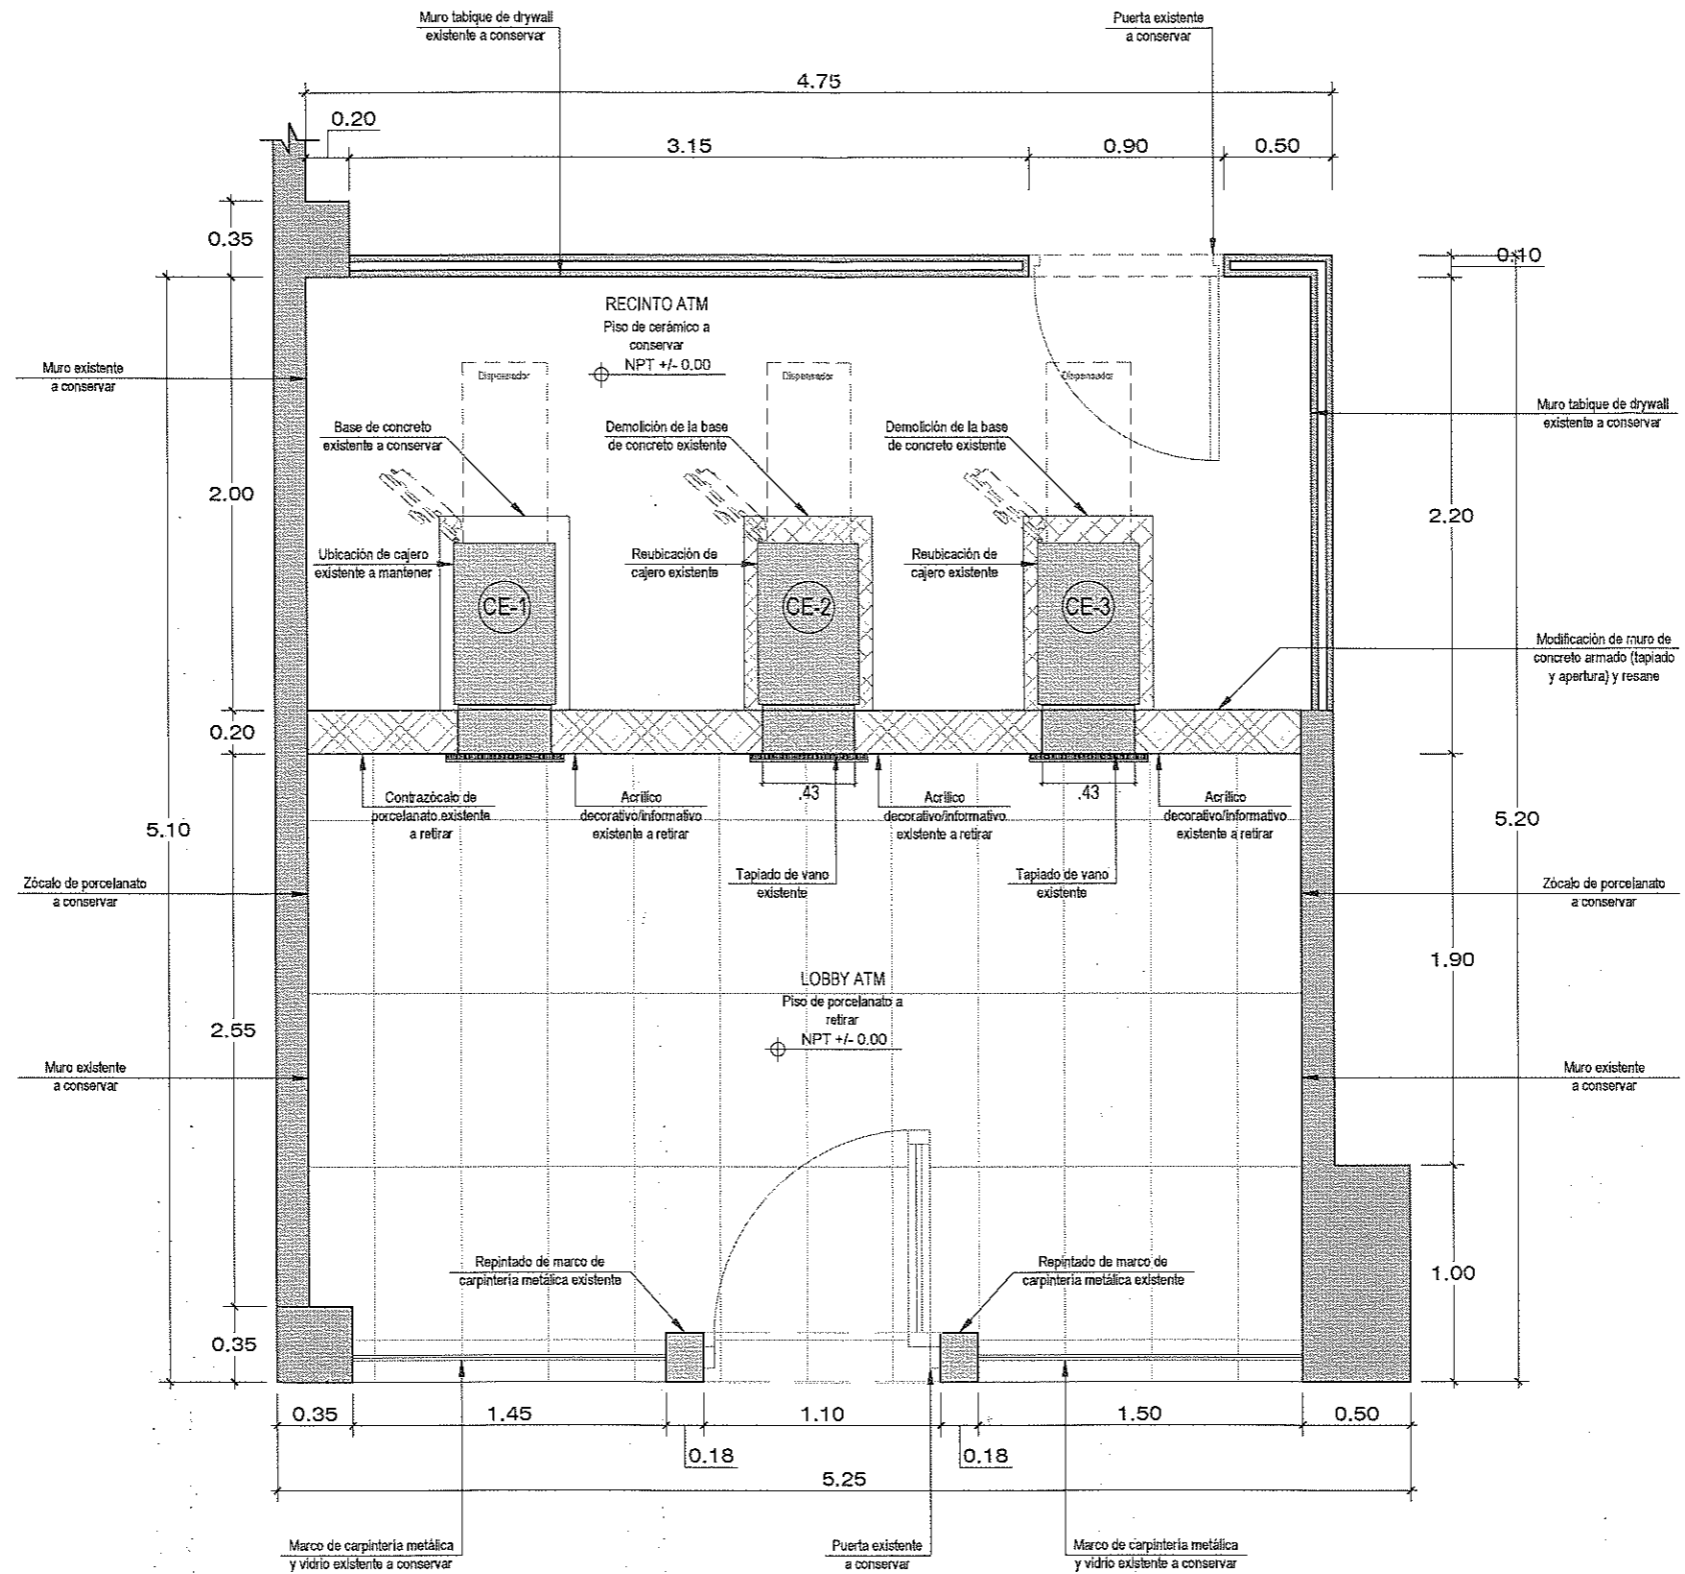 Muro tabique de drywall
existente a conservar
Puerta existente
a conservar
4.75
0.20
3.15
0.90
0.50
0.35
0.10
RECINTO ATM
Piso de cerámico a
conservar
NPT +/- 0.00
Muro existente
a conservar
Dispensador
Dispensador
Dispensador
Muro tabique de drywall
existente a conservar
Base de concreto
existente a conservar
Demolición de la base
de concreto existente
Demolición de la base
de concreto existente
2.00
2.20
Ubicación de cajero
existente a mantener
Reubicación de
cajero existente
Reubicación de
cajero existente
CE-1
CE-2
CE-3
Modificación de muro de
concreto armado (tapiado
y apertura) y resane
0.20
.43
.43
Contrazócalo de
porcelanato existente
a retirar
Acrílico
decorativo/informativo
existente a retirar
Acrílico
decorativo/informativo
existente a retirar
Acrílico
decorativo/informativo
existente a retirar
5.10
5.20
Tapiado de vano
existente
Tapiado de vano
existente
Zócalo de porcelanato
a conservar
Zócalo de porcelanato
a conservar
1.90
LOBBY ATM
Piso de porcelanato a
retirar
NPT +/- 0.00
2.55
Muro existente
a conservar
Muro existente
a conservar
Repintado de marco de
carpintería metálica existente
Repintado de marco de
carpintería metálica existente
1.00
0.35
0.35
1.45
1.10
1.50
0.50
0.18
0.18
5.25
Marco de carpintería metálica
y vidrio existente a conservar
Puerta existente
a conservar
Marco de carpintería metálica
y vidrio existente a conservar